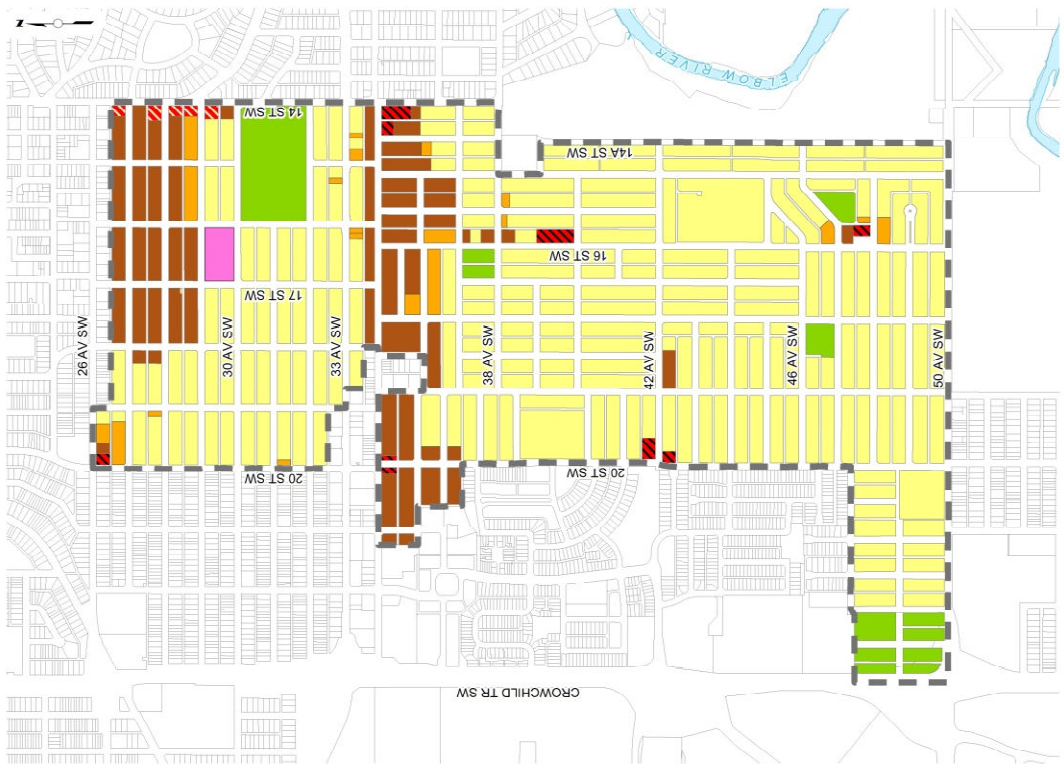 N
ELBOW RIVER
14 ST SW
14A ST SW
16 ST SW
17 ST SW
26 AV SW
30 AV SW
33 AV SW
38 AV SW
42 AV SW
46 AV SW
50 AV SW
20 ST SW
20 ST SW
CROWCHILD TR SW